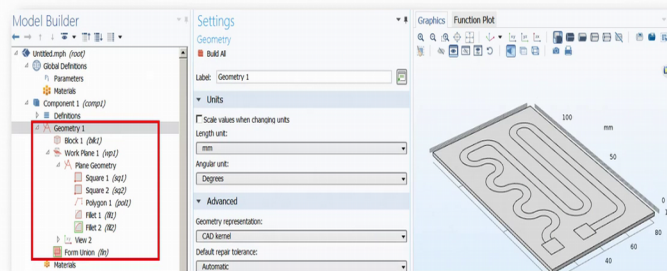 Model Builder
Untitled.mph (root)
Global Definitions
Parameters
Materials
Component 1 (comp1)
Definitions
Geometry 1
Block 1 (blk1)
Work Plane 1 (wp1)
Plane Geometry
Square 1 (sq1)
Square 2 (sq2)
Polygon 1 (pol1)
Fillet 1 (fil1)
Fillet 2 (fil2)
View 2
Form Union (fin)
Materials
Settings
Geometry
Build All
Label: Geometry 1
Units
Scale values when changing units
Length unit:
mm
Angular unit:
Degrees
Advanced
Geometry representation:
CAD kernel
Default repair tolerance:
Automatic
Graphics Function Plot
100
mm
50
0
80
60
40